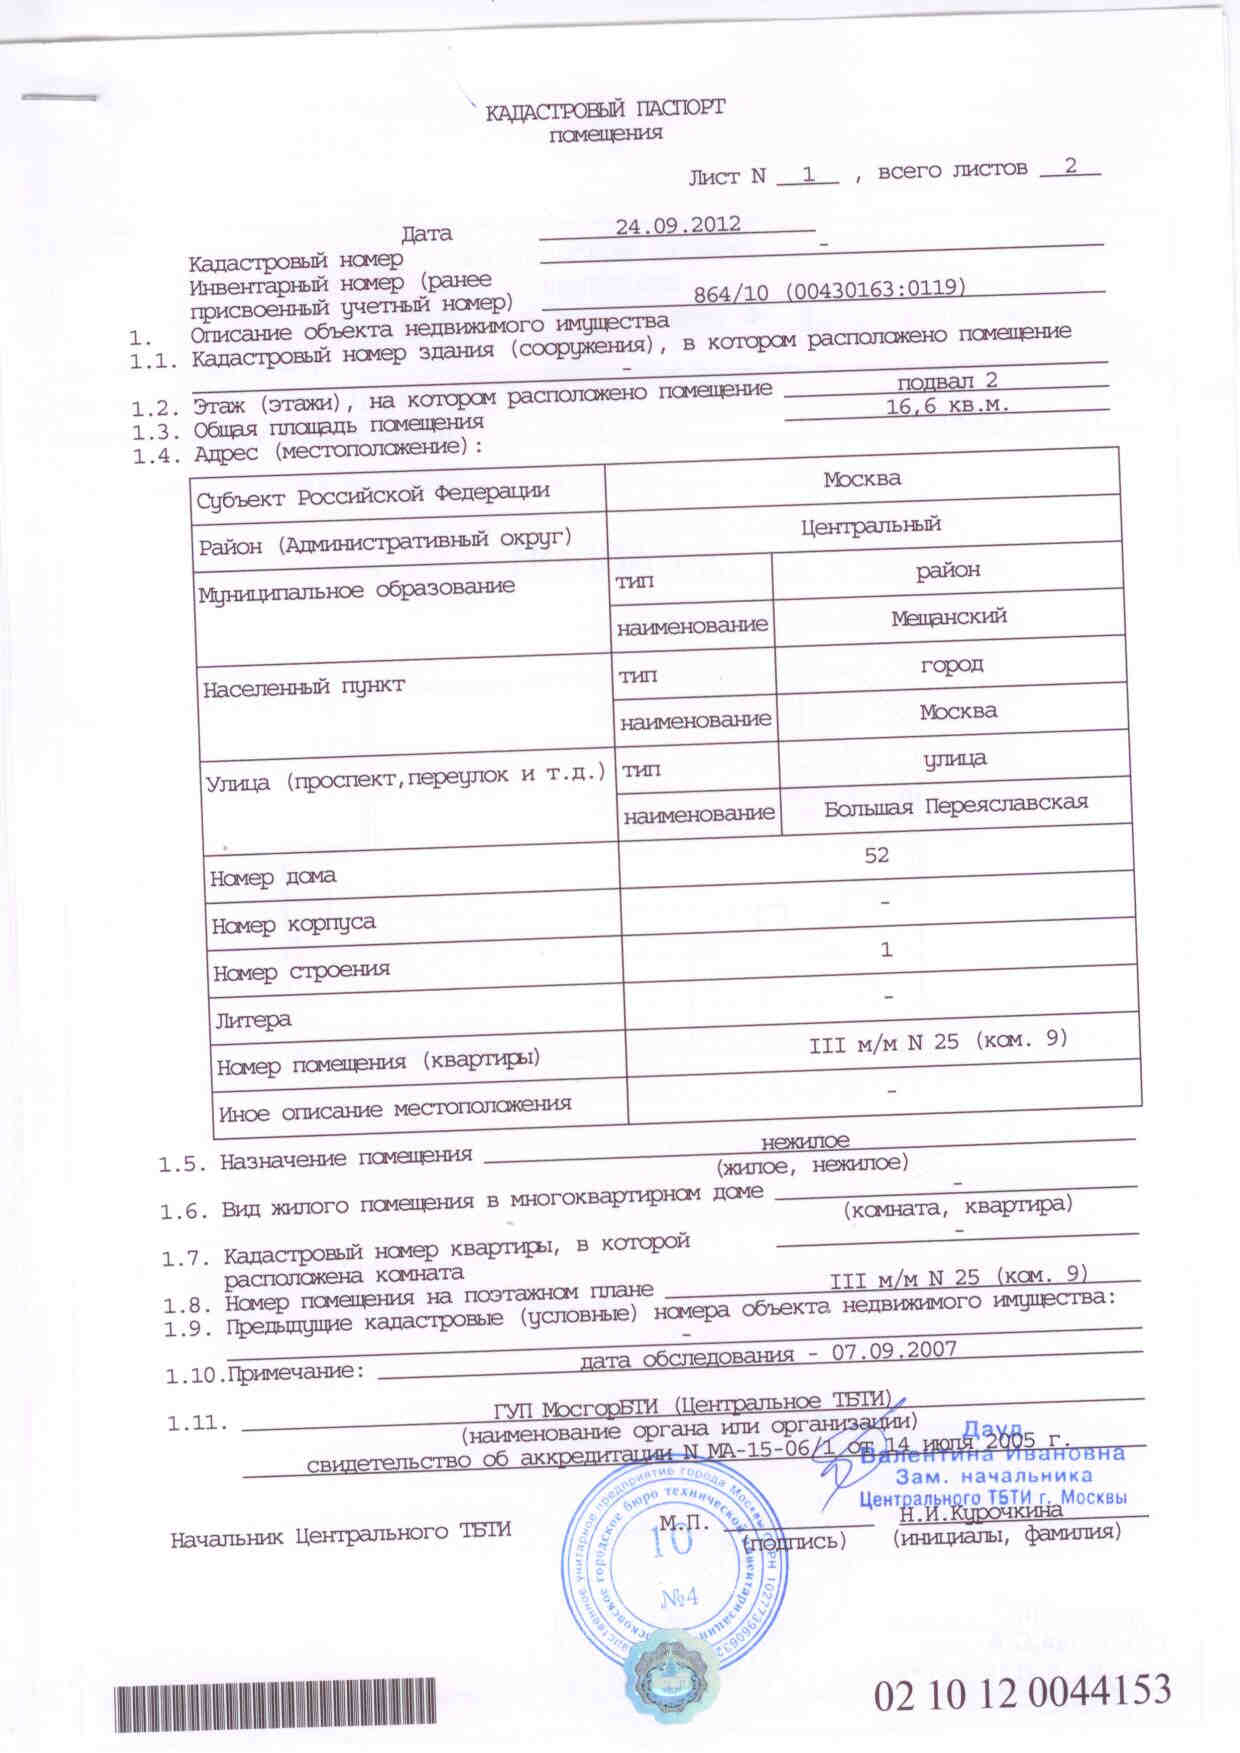 КАДАСТРОВЫЙ ПАСПОРТ
помещения
Лист N 1 , всего листов 2
Дата 24.09.2012
Кадастровый номер -
Инвентарный номер (ранее
присвоенный учетный номер) 864/10 (00430163:0119)
1. Описание объекта недвижимого имущества
1.1. Кадастровый номер здания (сооружения), в котором расположено помещение
-
1.2. Этаж (этажи), на котором расположено помещение подвал 2
1.3. Общая площадь помещения 16,6 кв.м.
1.4. Адрес (местоположение):
Субъект Российской Федерации Москва
Район (Административный округ) Центральный
Муниципальное образование тип район
наименование Мещанский
Населенный пункт тип город
наименование Москва
Улица (проспект,переулок и т.д.) тип улица
наименование Большая Переяславская
Номер дома 52
Номер корпуса -
Номер строения 1
Литера -
Номер помещения (квартиры) III м/м N 25 (ком. 9)
Иное описание местоположения -
1.5. Назначение помещения нежилое
(жилое, нежилое)
1.6. Вид жилого помещения в многоквартирном доме -
(комната, квартира)
1.7. Кадастровый номер квартиры, в которой -
расположена комната
1.8. Номер помещения на поэтажном плане III м/м N 25 (ком. 9)
1.9. Предыдущие кадастровые (условные) номера объекта недвижимого имущества:
-
1.10.Примечание: дата обследования - 07.09.2007
1.11. ГУП МосгорБТИ (Центральное ТБТИ)
(наименование органа или организации)
свидетельство об аккредитации N МА-15-06/1 от 14 июля 2005 г.
Дауд
Валентина Ивановна
Зам. начальника
Центрального ТБТИ г. Москвы
Начальник Центрального ТБТИ М.П. Н.И.Курочкина
(подпись) (инициалы, фамилия)
предприятие города Москвы
городское бюро технической инвентаризации
10
№4
02 10 12 0044153